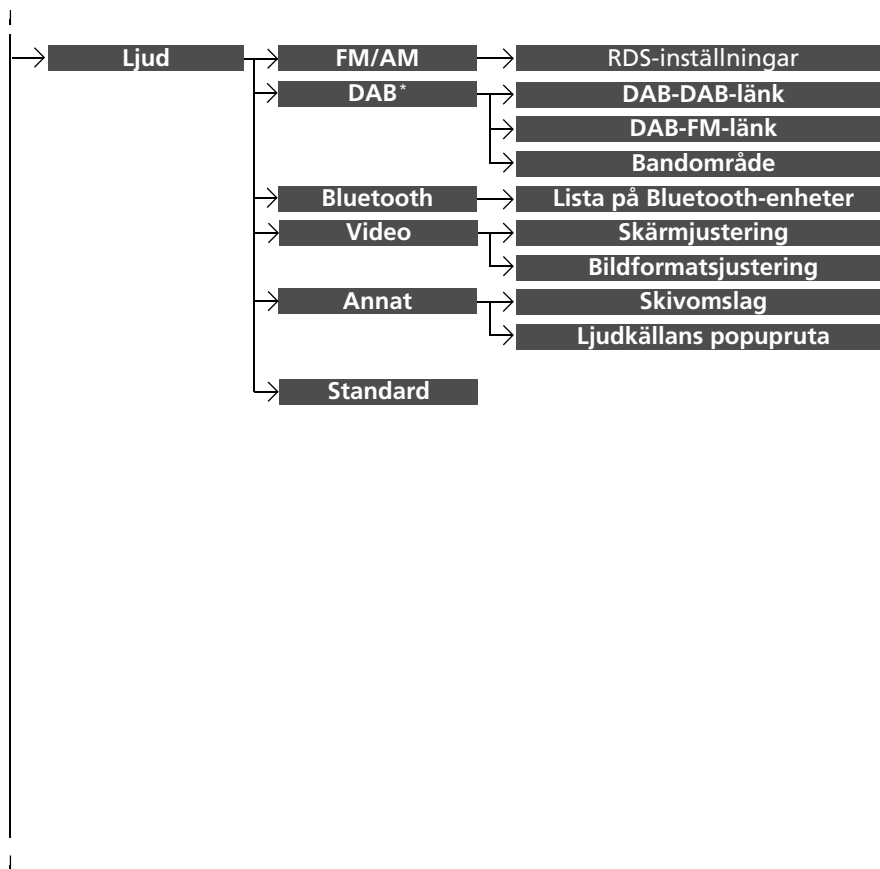 Ljud FM/AM RDS-inställningar
DAB* DAB-DAB-länk
DAB-FM-länk
Bandområde
Bluetooth Lista på Bluetooth-enheter
Video Skärmjustering
Bildformatsjustering
Annat Skivomslag
Ljudkällans popupruta
Standard